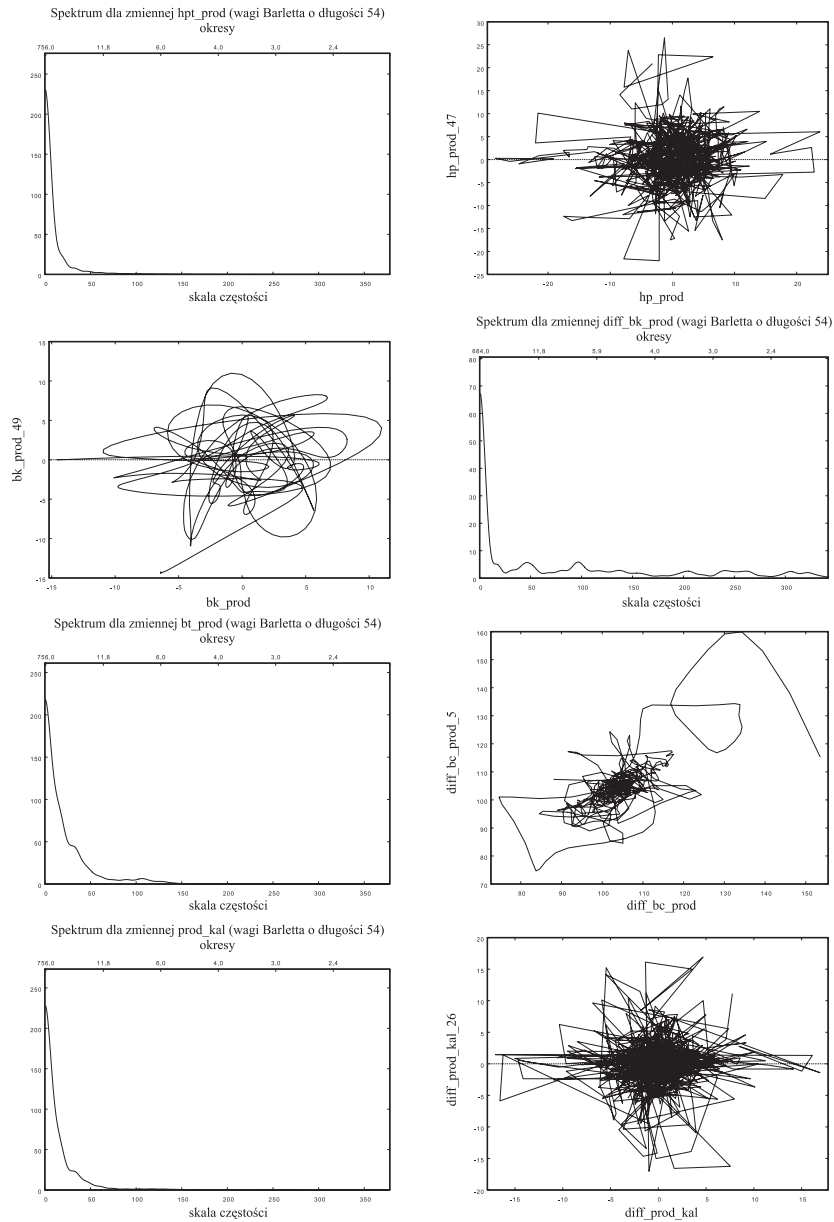 Spektrum dla zmiennej hpt_prod (wagi Barletta o długości 54)
okresy
756,0 11,8 6,0 4,0 3,0 2,4
250
200
150
100
50
0
0 50 100 150 200 250 300 350
skala częstości
30
25
20
15
10
5
0
-5
-10
-15
-20
-25
hp_prod_47
-20 -10 0 10 20
hp_prod
15
10
5
0
-5
-10
-15
bk_prod_49
-15 -10 -5 0 5 10
bk_prod
Spektrum dla zmiennej diff_bk_prod (wagi Barletta o długości 54)
okresy
684,0 11,8 5,9 4,0 3,0 2,4
80
70
60
50
40
30
20
10
0
0 50 100 150 200 250 300
skala częstości
Spektrum dla zmiennej bt_prod (wagi Barletta o długości 54)
okresy
756,0 11,8 6,0 4,0 3,0 2,4
250
200
150
100
50
0
0 50 100 150 200 250 300 350
skala częstości
160
150
140
130
120
110
100
90
80
70
diff_bc_prod_5
80 90 100 110 120 130 140 150
diff_bc_prod
Spektrum dla zmiennej prod_kal (wagi Barletta o długości 54)
okresy
756,0 11,8 6,0 4,0 3,0 2,4
250
200
150
100
50
0
0 50 100 150 200 250 300 350
skala częstości
20
15
10
5
0
-5
-10
-15
-20
diff_prod_kal_26
-15 -10 -5 0 5 10 15
diff_prod_kal